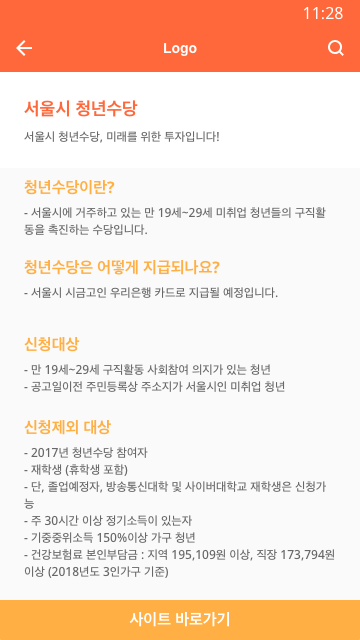 11:28
Logo
서울시 청년수당
서울시 청년수당, 미래를 위한 투자입니다!
청년수당이란?
- 서울시에 거주하고 있는 만 19세~29세 미취업 청년들의 구직활
동을 촉진하는 수당입니다.
청년수당은 어떻게 지급되나요?
- 서울시 시금고인 우리은행 카드로 지급될 예정입니다.
신청대상
- 만 19세~29세 구직활동 사회참여 의지가 있는 청년
- 공고일이전 주민등록상 주소지가 서울시인 미취업 청년
신청제외 대상
- 2017년 청년수당 참여자
- 재학생 (휴학생 포함)
- 단, 졸업예정자, 방송통신대학 및 사이버대학교 재학생은 신청가
능
- 주 30시간 이상 정기소득이 있는자
- 기중중위소득 150%이상 가구 청년
- 건강보험료 본인부담금 : 지역 195,109원 이상, 직장 173,794원
이상 (2018년도 3인가구 기준)
사이트 바로가기